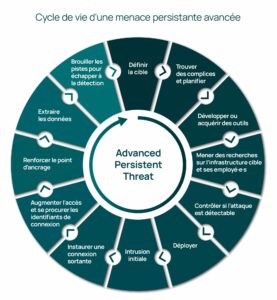 Cycle de vie d'une menace persistante avancée
Définir
la cible
Trouver
des complices et
planifier
Développer ou
acquérir des outils
Mener des recherches
sur l'infrastructure cible
et ses employé·e·s
Contrôler si l'attaque
est détectable
Déployer
Intrusion
initiale
Instaurer une
connexion
sortante
Augmenter l'accès
et se procurer les
identifiants de
connexion
Renforcer le point
d'ancrage
Extraire
les données
Brouiller les
pistes pour
échapper à
la détection
Advanced
Persistent
Threat